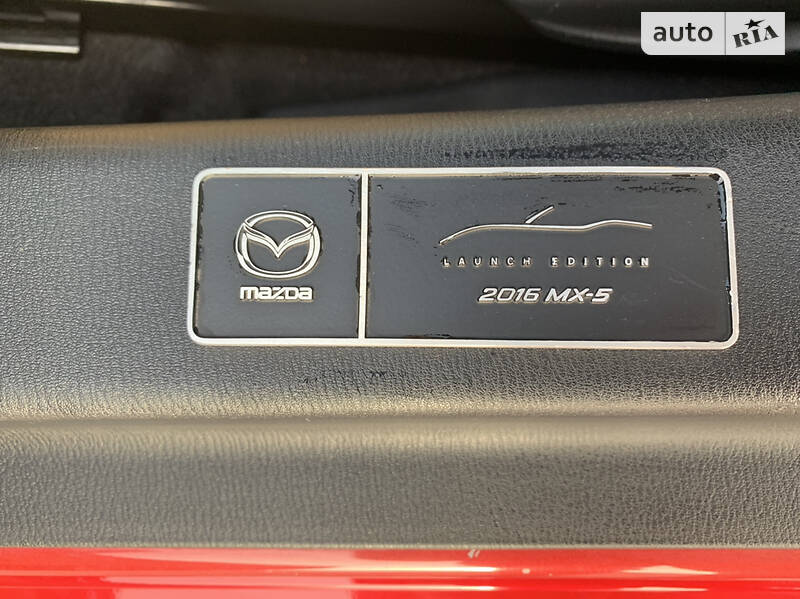 auto RIA
LAUNCH EDITION
mazda
2016 MX-5